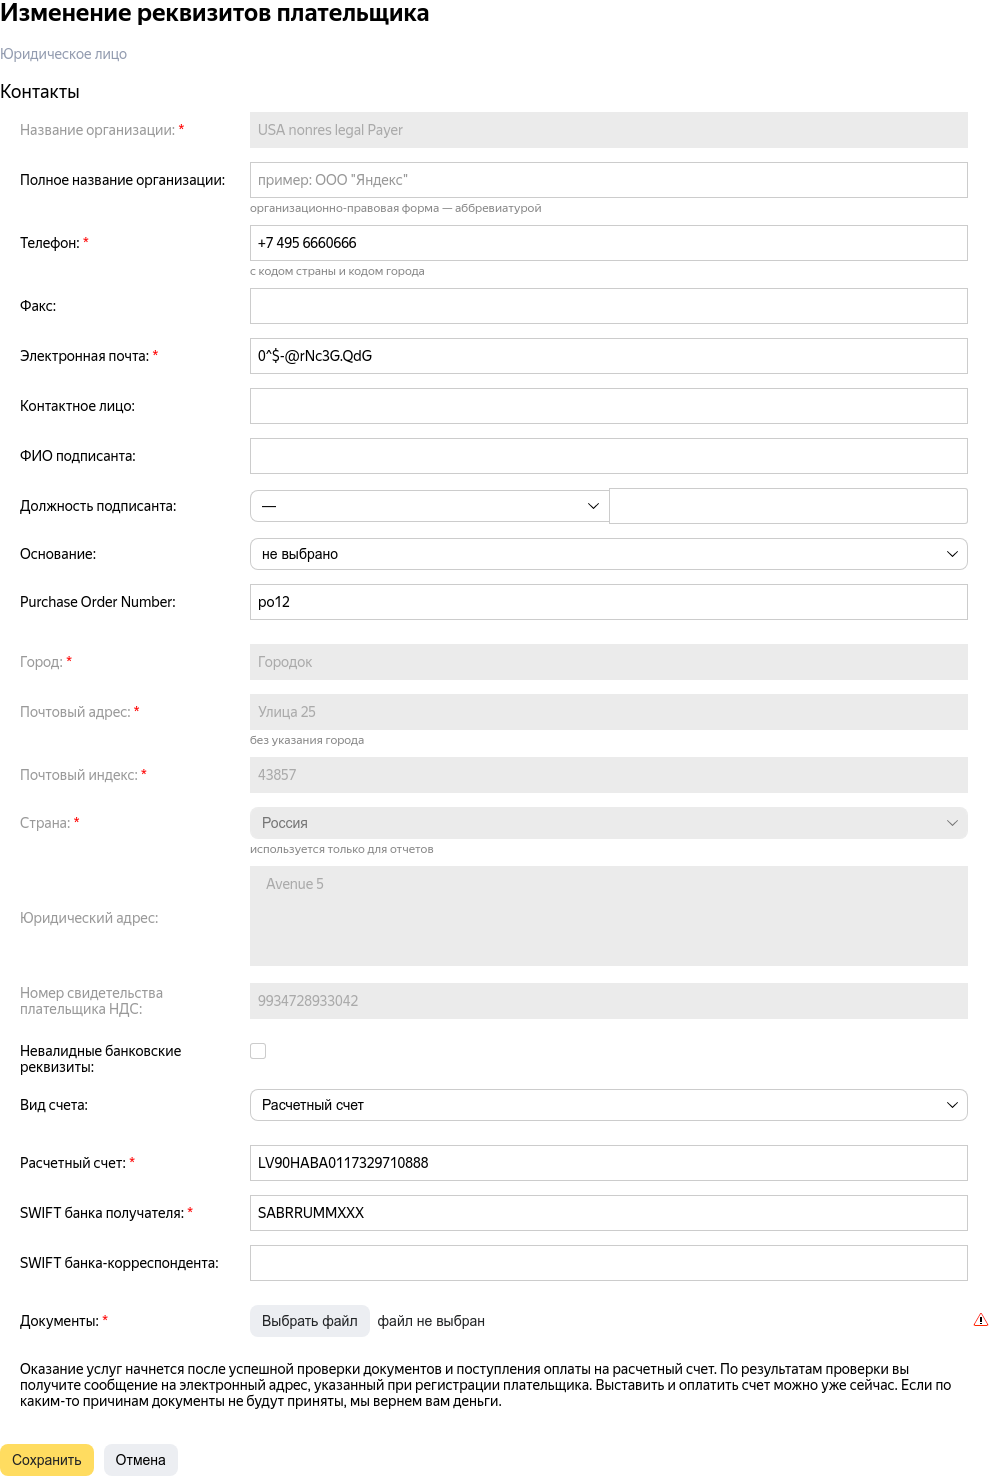 Изменение реквизитов плательщика
Юридическое лицо
Контакты
Название организации: * USA nonres legal Payer
Полное название организации: пример: ООО "Яндекс"
организационно-правовая форма — аббревиатурой
Телефон: * +7 495 6660666
с кодом страны и кодом города
Факс:
Электронная почта: * 0^$-@rNc3G.QdG
Контактное лицо:
ФИО подписанта:
Должность подписанта: —
Основание: не выбрано
Purchase Order Number: po12
Город: * Городок
Почтовый адрес: * Улица 25
без указания города
Почтовый индекс: * 43857
Страна: * Россия
используется только для отчетов
Юридический адрес: Avenue 5
Номер свидетельства
плательщика НДС: 9934728933042
Невалидные банковские
реквизиты:
Вид счета: Расчетный счет
Расчетный счет: * LV90HABA0117329710888
SWIFT банка получателя: * SABRRUMMXXX
SWIFT банка-корреспондента:
Документы: * Выбрать файл файл не выбран
Оказание услуг начнется после успешной проверки документов и поступления оплаты на расчетный счет. По результатам проверки вы
получите сообщение на электронный адрес, указанный при регистрации плательщика. Выставить и оплатить счет можно уже сейчас. Если по
каким-то причинам документы не будут приняты, мы вернем вам деньги.
Сохранить Отмена